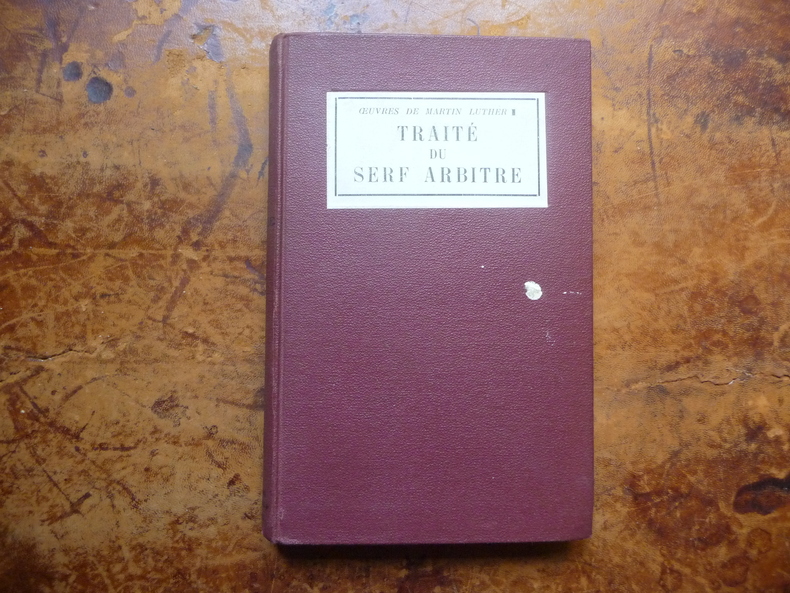 ŒUVRES DE MARTIN LUTHER
TRAITÉ
DU
SERF ARBITRE